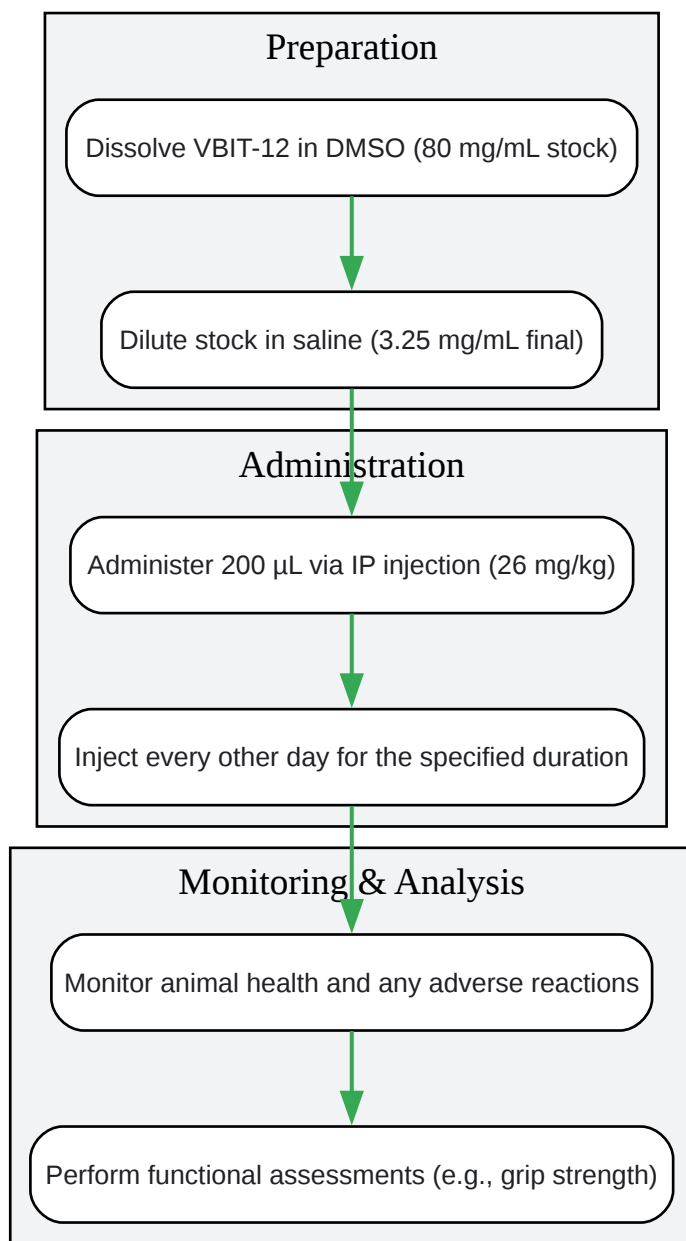 Preparation
Dissolve VBIT-12 in DMSO (80 mg/mL stock)
Dilute stock in saline (3.25 mg/mL final)
Administration
Administer 200 µL via IP injection (26 mg/kg)
Inject every other day for the specified duration
Monitoring & Analysis
Monitor animal health and any adverse reactions
Perform functional assessments (e.g., grip strength)